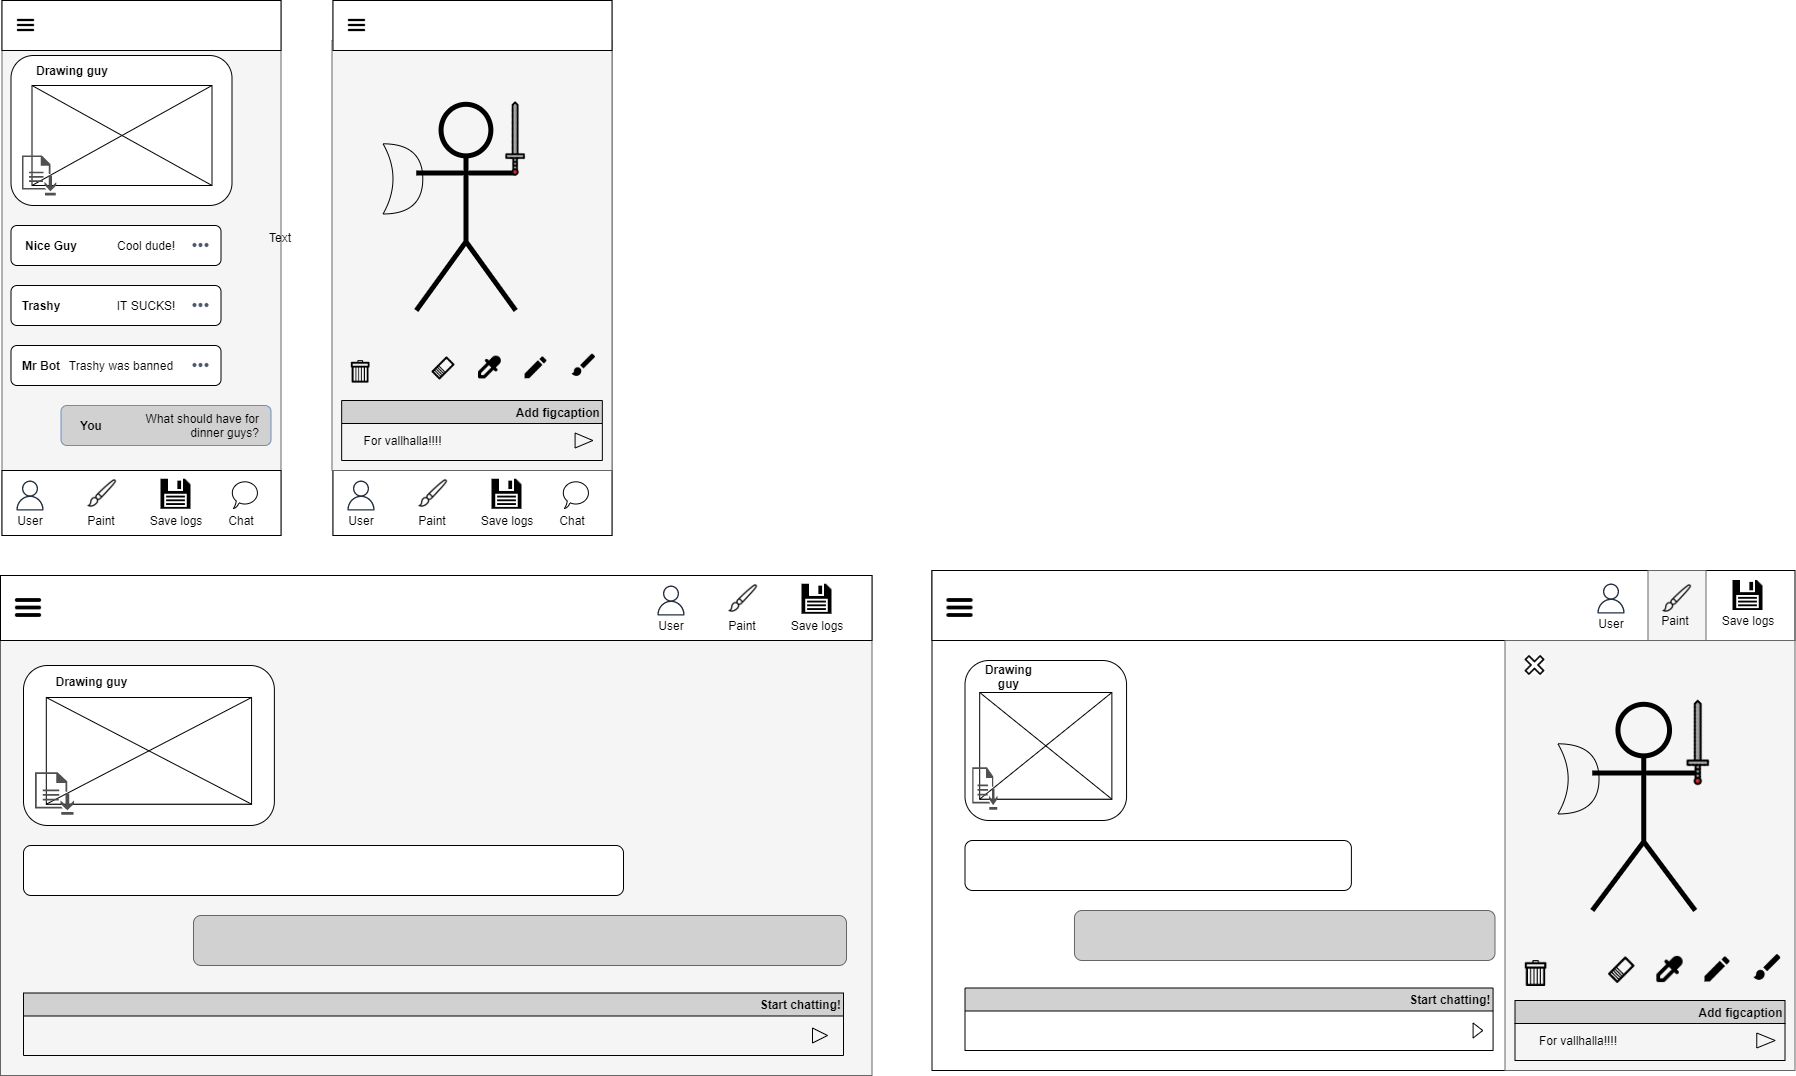 Drawing guy
Nice Guy Cool dude! •••
Text
Trashy IT SUCKS! •••
Mr Bot Trashy was banned •••
You What should have for
dinner guys?
User Paint Save logs Chat
Add figcaption
For vallhalla!!!!
User Paint Save logs Chat
User Paint Save logs
Drawing guy
Start chatting!
User Paint Save logs
Drawing
guy
Start chatting!
Add figcaption
For vallhalla!!!!